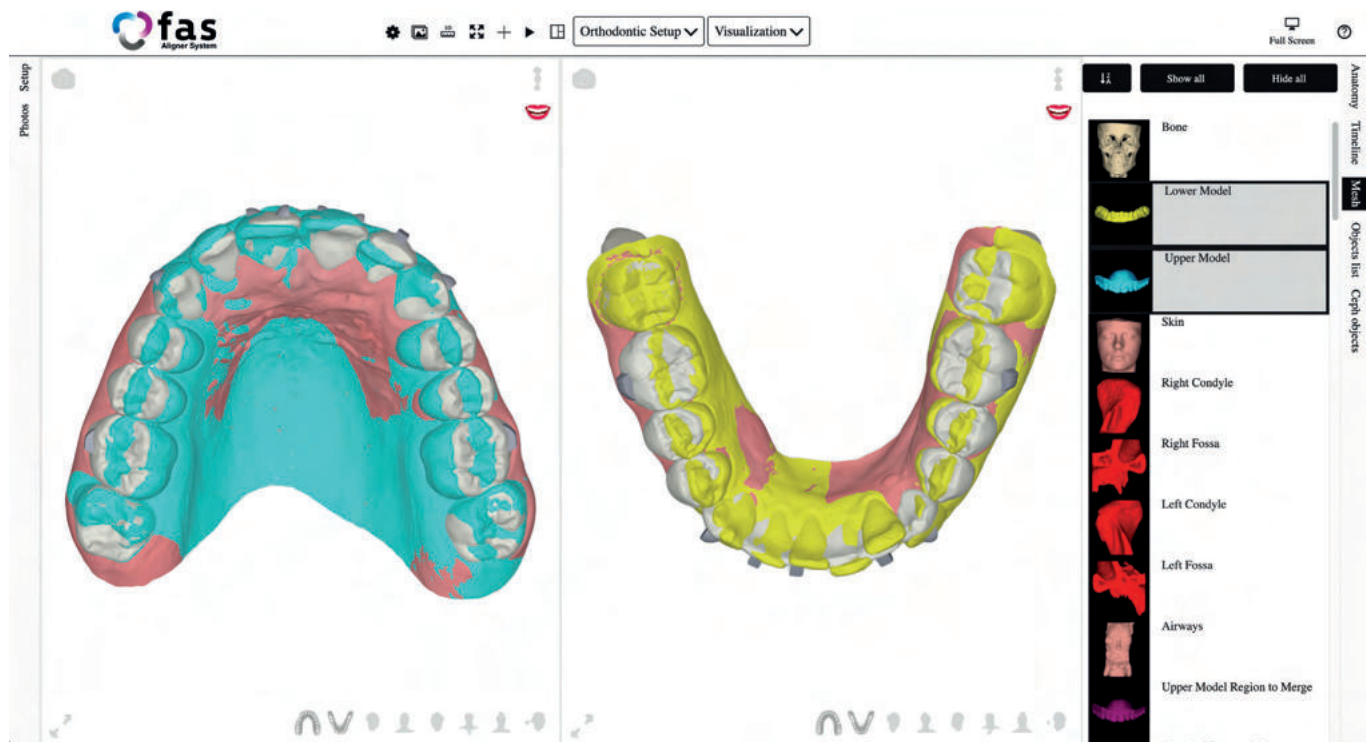 fas
Aligner System
3D
Orthodontic Setup
Visualization
Full Screen
?
Setup
Photos
Show all
Hide all
Bone
Lower Model
Upper Model
Skin
Right Condyle
Right Fossa
Left Condyle
Left Fossa
Airways
Upper Model Region to Merge
Anatomy
Timeline
Mesh
Objects list
Ceph objects